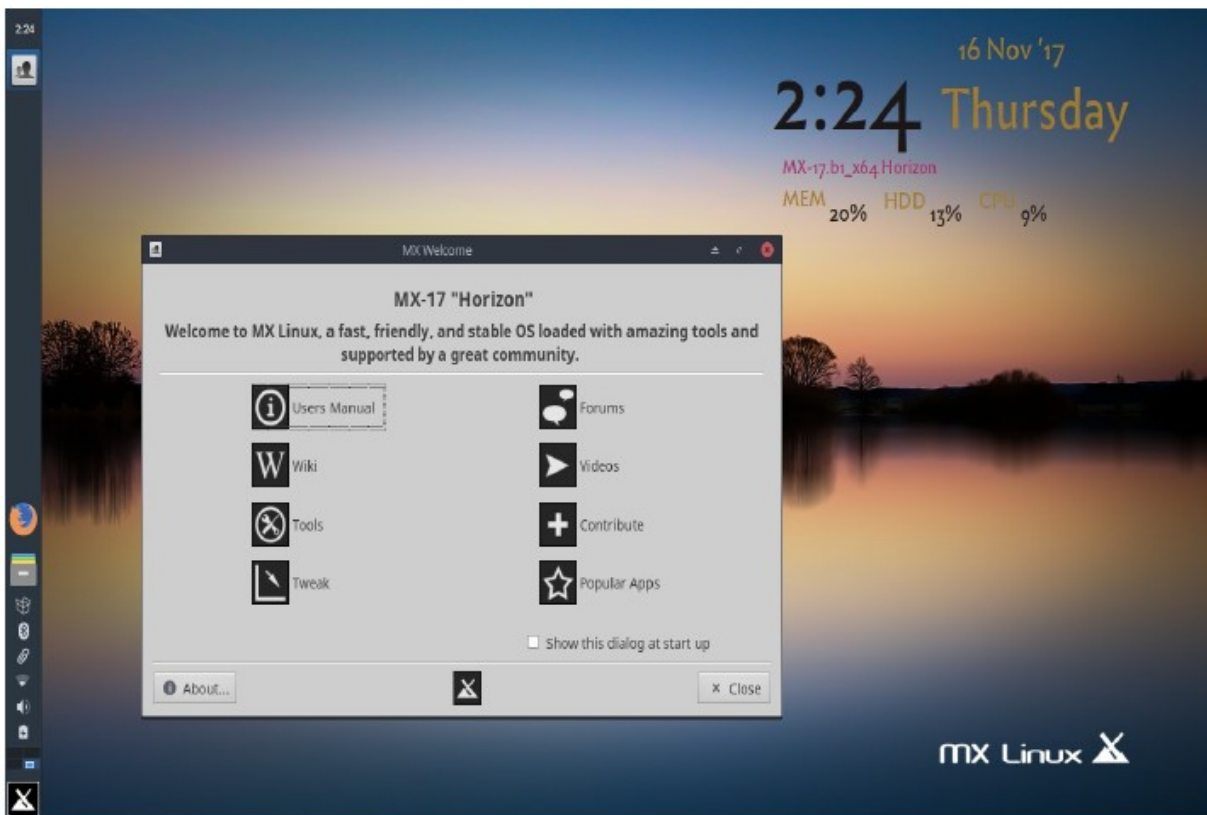 2:24
16 Nov '17
2:24 Thursday
MX-17.b1_x64 Horizon
MEM 20% HDD 13% CPU 9%
MX Welcome
MX-17 "Horizon"
Welcome to MX Linux, a fast, friendly, and stable OS loaded with amazing tools and
supported by a great community.
Users Manual
Forums
Wiki
Videos
Tools
Contribute
Tweak
Popular Apps
Show this dialog at start up
About...
Close
MX Linux